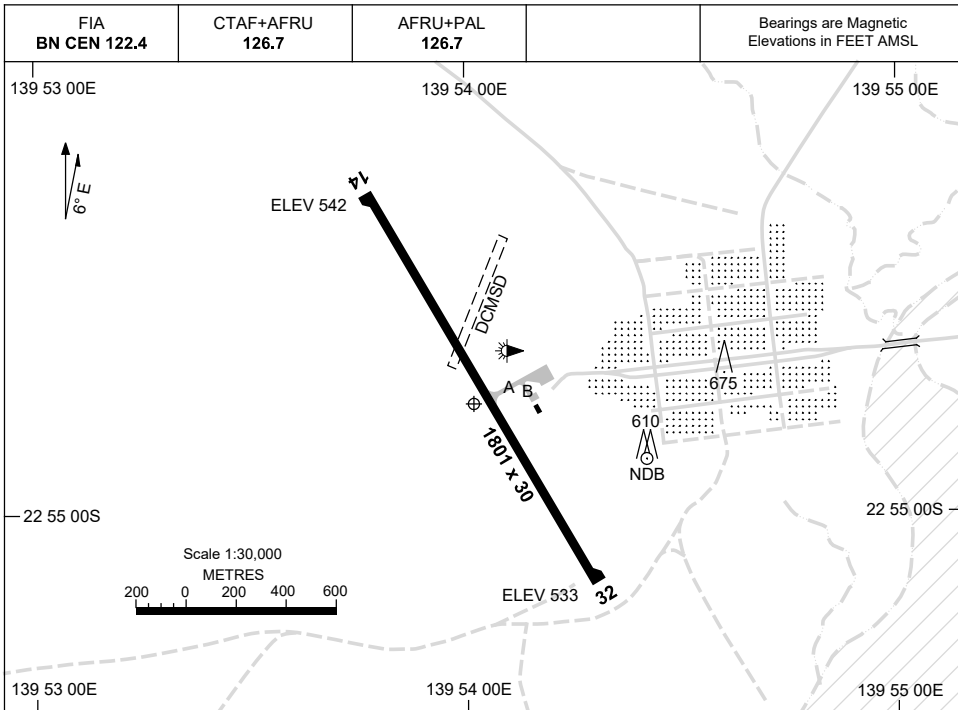 FIA
BN CEN 122.4
CTAF+AFRU
126.7
AFRU+PAL
126.7
Bearings are Magnetic
Elevations in FEET AMSL
139 53 00E
139 54 00E
139 55 00E
6° E
14
ELEV 542
DCMSD
675
A
B
610
NDB
1801 x 30
22 55 00S
22 55 00S
Scale 1:30,000
METRES
200 0 200 400 600
ELEV 533
32
139 53 00E
139 54 00E
139 55 00E